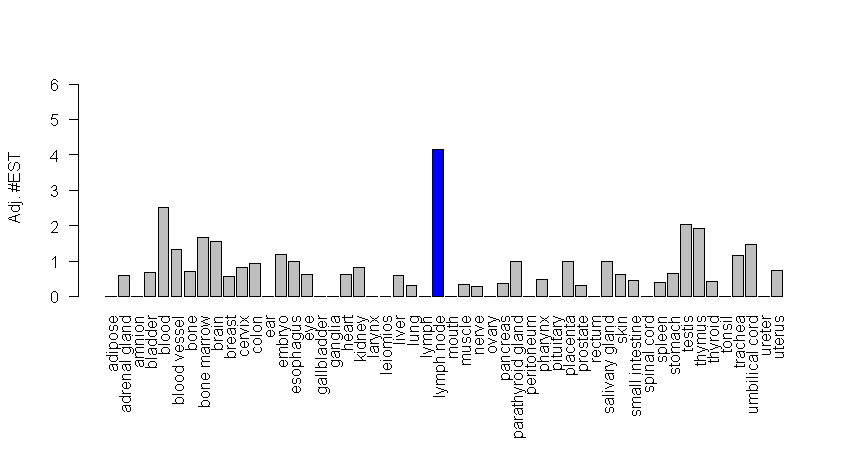 Adj. #EST
6
5
4
3
2
1
0
adipose
adrenal gland
amnion
bladder
blood
blood vessel
bone
bone marrow
brain
breast
cervix
colon
ear
embryo
esophagus
eye
gallbladder
ganglia
heart
kidney
larynx
leiomios
liver
lung
lymph
lymph node
mouth
muscle
nerve
ovary
pancreas
parathyroid gland
peritoneum
pharynx
pituitary
placenta
prostate
rectum
salivary gland
skin
small intestine
spinal cord
spleen
stomach
testis
thymus
thyroid
tonsil
trachea
umbilical cord
ureter
uterus